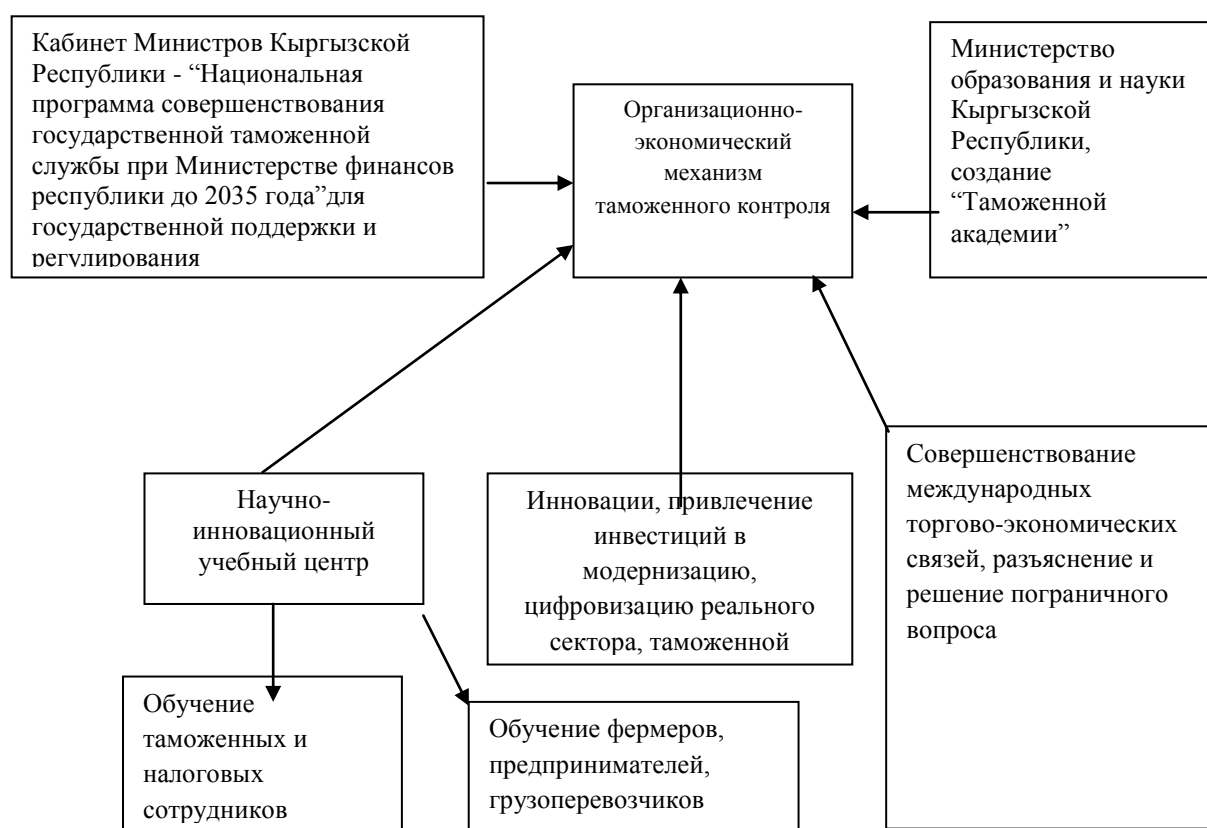 Кабинет Министров Кыргызской
Республики - “Национальная
программа совершенствования
государственной таможенной
службы при Министерстве финансов
республики до 2035 года”для
государственной поддержки и
регулирования
Организационно-
экономический
механизм
таможенного контроля
Министерство
образования и науки
Кыргызской
Республики,
создание
“Таможенной
академии”
Научно-
инновационный
учебный центр
Инновации, привлечение
инвестиций в
модернизацию,
цифровизацию реального
сектора, таможенной
Совершенствование
международных
торгово-экономических
связей, разъяснение и
решение пограничного
вопроса
Обучение
таможенных и
налоговых
сотрудников
Обучение фермеров,
предпринимателей,
грузоперевозчиков